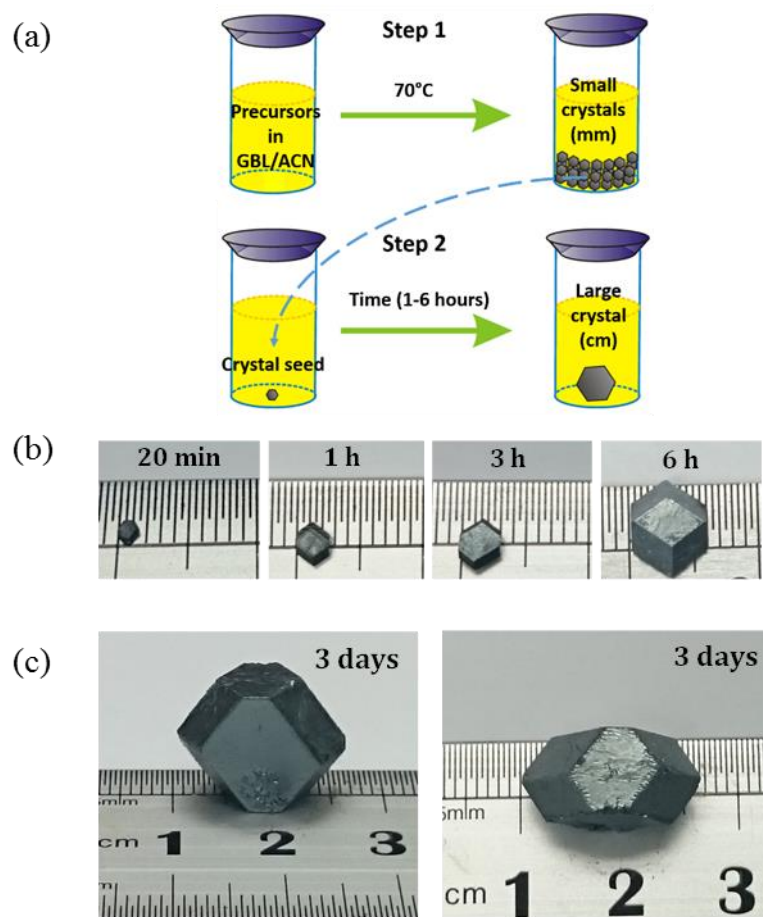 (a)
Step 1
70°C
Precursors
in
GBL/ACN
Small
crystals
(mm)
Step 2
Time (1-6 hours)
Crystal seed
Large
crystal
(cm)
(b)
20 min
1 h
3 h
6 h
(c)
3 days
mm
cm 1 2 3
3 days
5m/m
cm 1 2 3